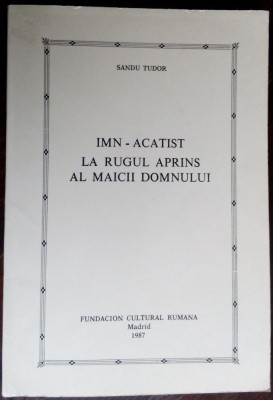 SANDU TUDOR
IMN - ACATIST
LA RUGUL APRINS
AL MAICII DOMNULUI
FUNDACION CULTURAL RUMANA
Madrid
1987